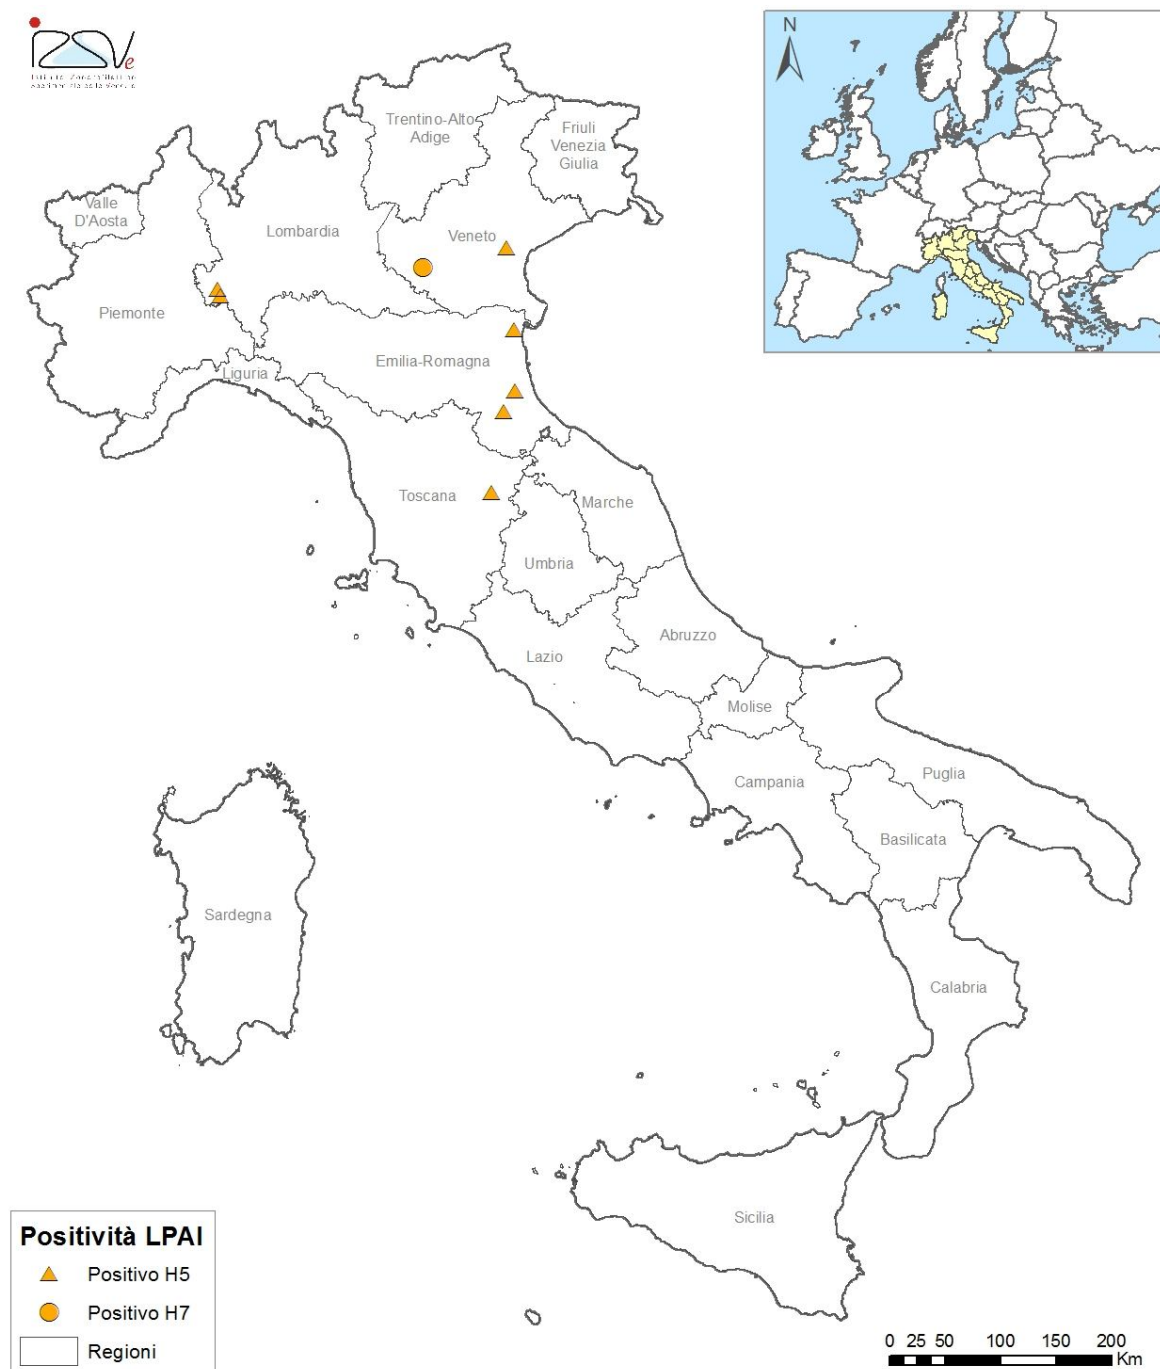 IZSVe
N
Trentino-Alto-
Adige
Friuli
Venezia
Giulia
Valle
D'Aosta
Lombardia
Veneto
Piemonte
Emilia-Romagna
Liguria
Toscana
Marche
Umbria
Abruzzo
Lazio
Molise
Campania
Puglia
Basilicata
Sardegna
Calabria
Sicilia
Positività LPAI
Positivo H5
Positivo H7
Regioni
0 25 50 100 150 200
Km